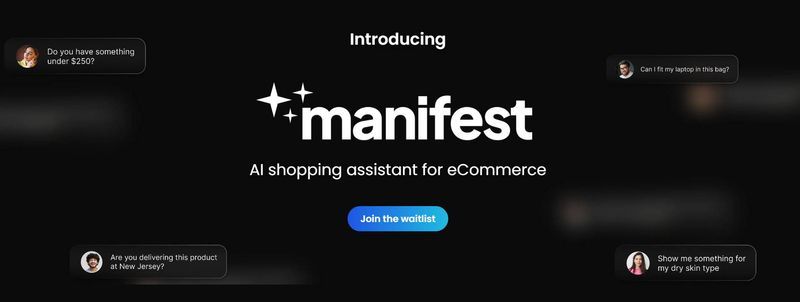 Introducing
Do you have something
under $250?
Can I fit my laptop in this bag?
manifest
AI shopping assistant for eCommerce
Join the waitlist
Are you delivering this product
at New Jersey?
Show me something for
my dry skin type